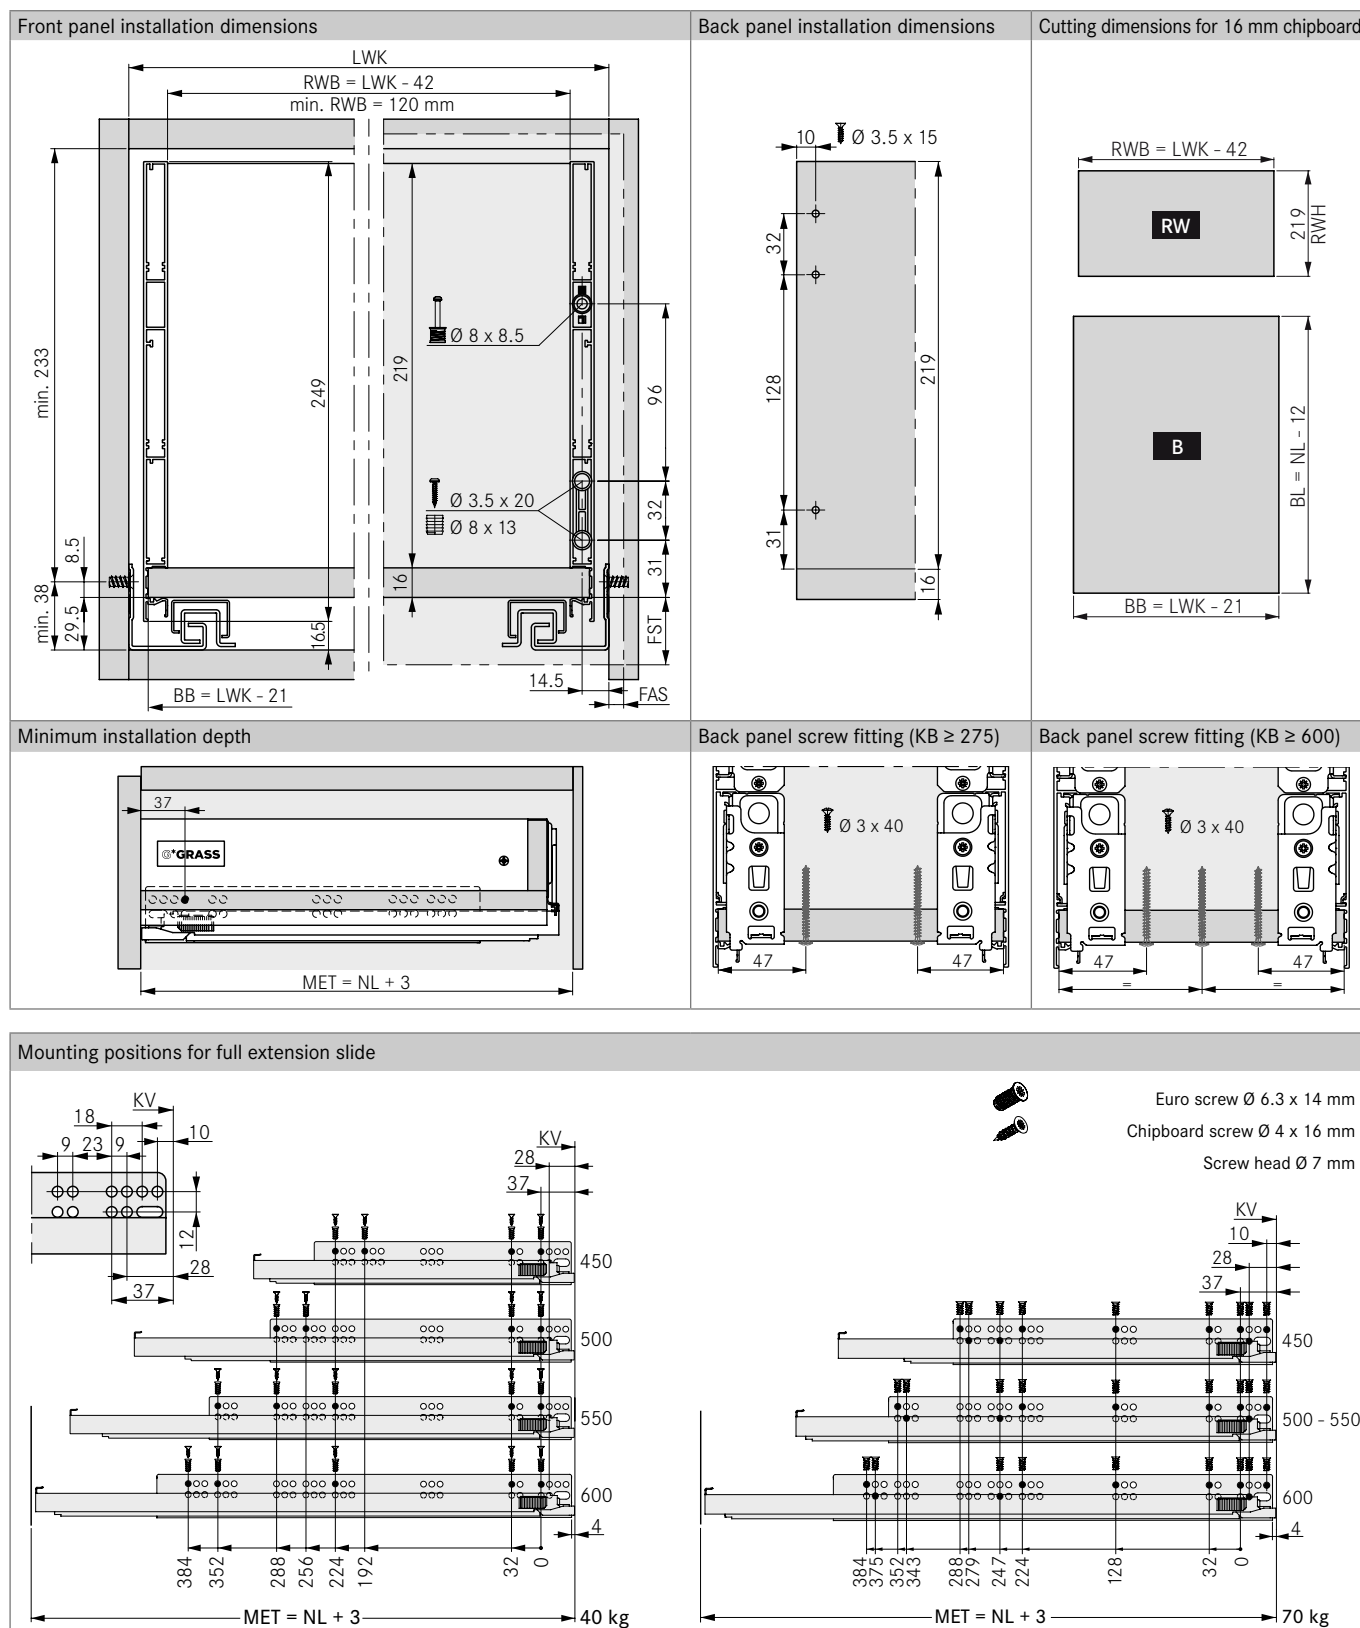 Front panel installation dimensions
LWK
RWB = LWK - 42
min. RWB = 120 mm
min. 233
249
219
Ø 8 x 8.5
96
Ø 3.5 x 20
Ø 8 x 13
32
31
8.5
min. 38
29.5
16.5
16
FST
14.5
FAS
BB = LWK - 21
Back panel installation dimensions
10
Ø 3.5 x 15
32
128
219
31
16
Cutting dimensions for 16 mm chipboard
RWB = LWK - 42
RW
219
RWH
B
BL = NL - 12
BB = LWK - 21
Minimum installation depth
37
G*GRASS
MET = NL + 3
Back panel screw fitting (KB ≥ 275)
Ø 3 x 40
47
47
Back panel screw fitting (KB ≥ 600)
Ø 3 x 40
47
47
=
=
Mounting positions for full extension slide
KV
18
10
9
23
9
12
28
37
KV
28
37
450
500
550
600
4
384
352
288
256
224
192
32
0
MET = NL + 3
40 kg
Euro screw Ø 6.3 x 14 mm
Chipboard screw Ø 4 x 16 mm
Screw head Ø 7 mm
KV
10
28
37
450
500 - 550
600
4
384
375
352
343
288
279
247
224
128
32
0
MET = NL + 3
70 kg